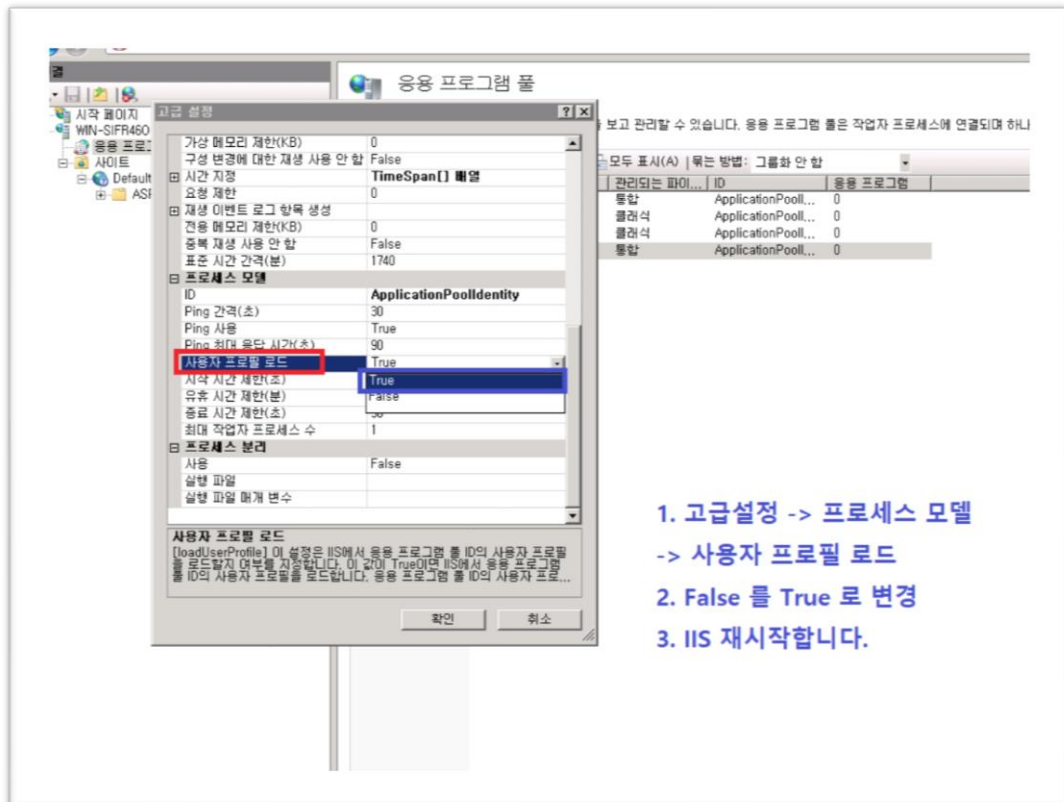 응용 프로그램 풀
시작 페이지
고급 설정
WIN-SIFR460
보고 관리할 수 있습니다. 응용 프로그램 풀은 작업자 프로세스에 연결되며 하나
응용 프로그
사이트
모두 표시(A) | 묶는 방법: 그룹화 안 함
Default
관리되는 파이... ID 응용 프로그램
통합 ApplicationPoolI... 0
클래식 ApplicationPoolI... 0
클래식 ApplicationPoolI... 0
통합 ApplicationPoolI... 0
가상 메모리 제한(KB) 0
구성 변경에 대한 재생 사용 안 함 False
시간 지정 TimeSpan[] 배열
요청 제한 0
재생 이벤트 로그 항목 생성
전용 메모리 제한(KB) 0
중복 재생 사용 안 함 False
표준 시간 간격(분) 1740
프로세스 모델
ID ApplicationPoolIdentity
Ping 간격(초) 30
Ping 사용 True
Ping 최대 응답 시간(초) 90
사용자 프로필 로드 True
시작 시간 제한(초) True
유휴 시간 제한(분) False
종료 시간 제한(초)
최대 작업자 프로세스 수 1
프로세스 분리
사용 False
실행 파일
실행 파일 매개 변수
사용자 프로필 로드
[loadUserProfile] 이 설정은 IIS에서 응용 프로그램 풀 ID의 사용자 프로필
을 로드할지 여부를 지정합니다. 이 값이 True이면 IIS에서 응용 프로그램
풀 ID의 사용자 프로필을 로드합니다. 응용 프로그램 풀 ID의 사용자 프로...
확인 취소
1. 고급설정 -> 프로세스 모델
-> 사용자 프로필 로드
2. False 를 True 로 변경
3. IIS 재시작합니다.